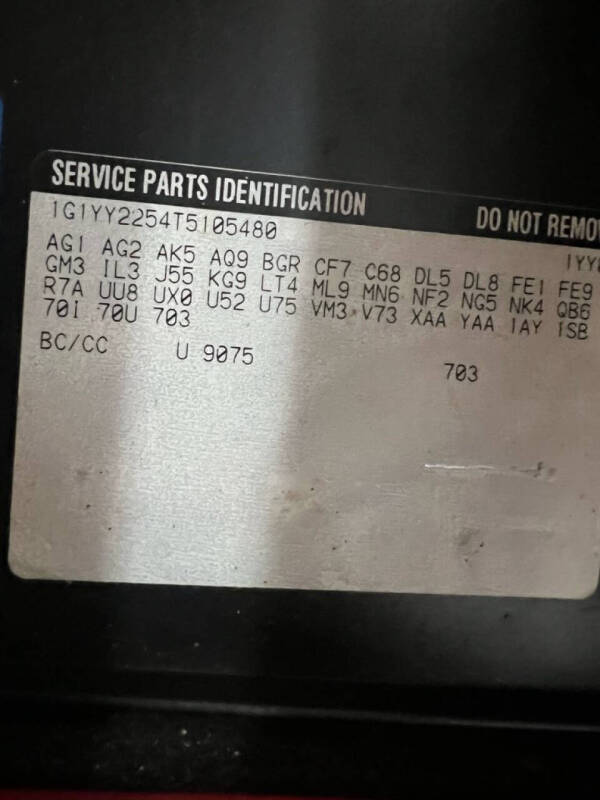 SERVICE PARTS IDENTIFICATION DO NOT REMOV
1G1YY2254T5105480 1YY0
AG1 AG2 AK5 AQ9 BGR CF7 C68 DL5 DL8 FE1 FE9
GM3 IL3 J55 KG9 LT4 ML9 MN6 NF2 NG5 NK4 QB6
R7A UU8 UX0 U52 U75 VM3 V73 XAA YAA 1AY 1SB
70I 70U 703
BC/CC U 9075 703